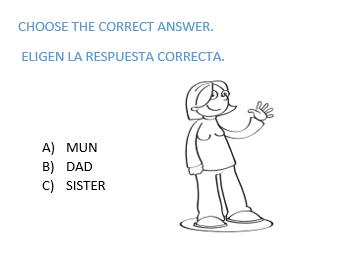 CHOOSE THE CORRECT ANSWER.
ELIGEN LA RESPUESTA CORRECTA.
A) MUN
B) DAD
C) SISTER